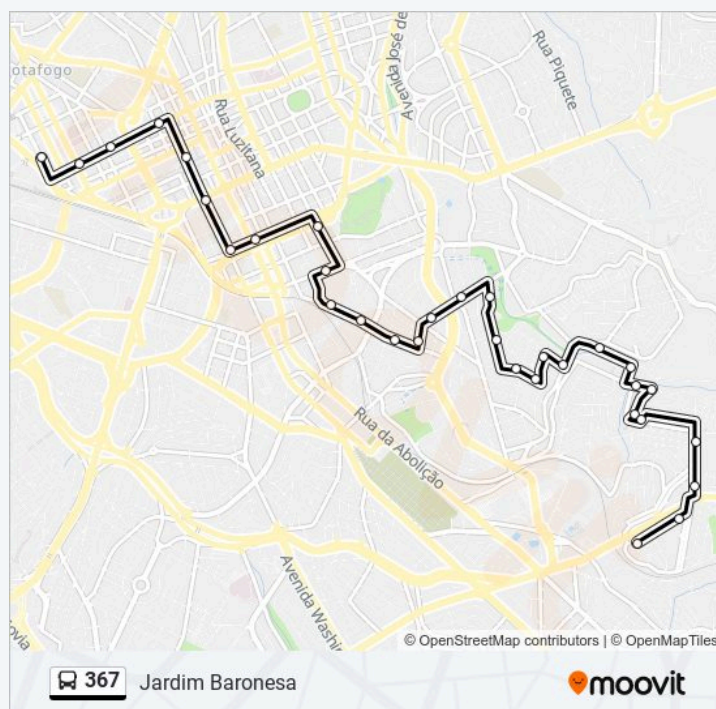 otafogo
Rua Luzitana
Avenida José de
Rua Piquete
Rua da Abolição
Avenida Washi
ovia
© OpenStreetMap contributors | © OpenMapTiles
367 Jardim Baronesa
moovit